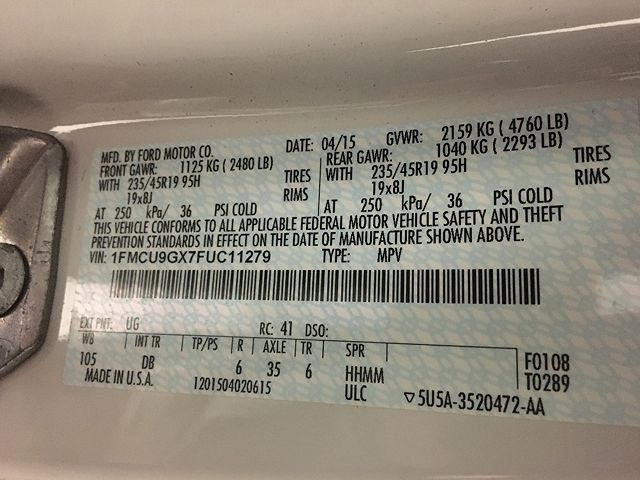 MFD. BY FORD MOTOR CO. DATE: 04/15 GVWR: 2159 KG ( 4760 LB)
FRONT GAWR: 1125 KG ( 2480 LB) REAR GAWR: 1040 KG ( 2293 LB)
WITH 235/45R19 95H TIRES WITH 235/45R19 95H TIRES
19x8J RIMS 19x8J RIMS
AT 250 kPa/ 36 PSI COLD AT 250 kPa/ 36 PSI COLD
THIS VEHICLE CONFORMS TO ALL APPLICABLE FEDERAL MOTOR VEHICLE SAFETY AND THEFT
PREVENTION STANDARDS IN EFFECT ON THE DATE OF MANUFACTURE SHOWN ABOVE.
VIN: 1FMCU9GX7FUC11279 TYPE: MPV
EXT PNT: UG RC: 41 DSO:
WB INT TR TP/PS R AXLE TR SPR F0108
105 DB 6 35 6 HHMM T0289
MADE IN U.S.A. 1201504020615 ULC ▽5U5A-3520472-AA